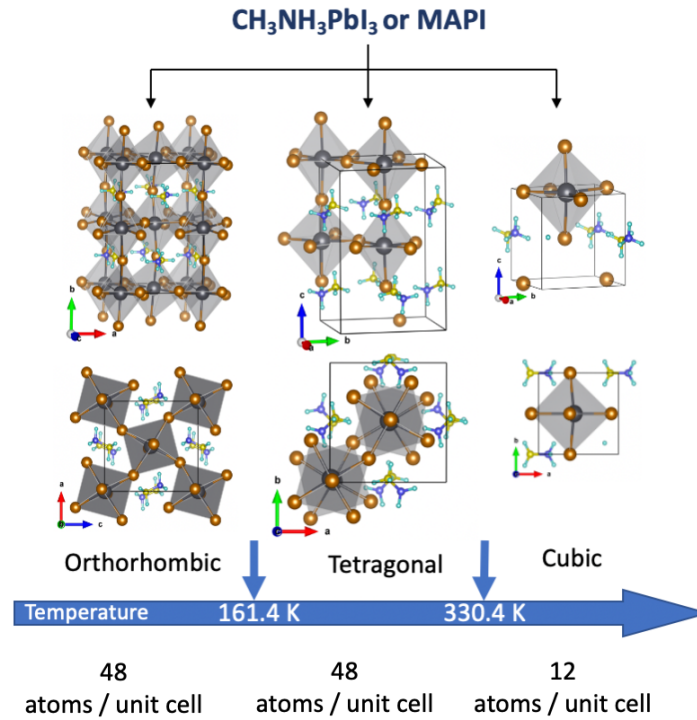 CH₃NH₃PbI₃ or MAPI
b
c
a
c
a
b
c
a
b
a
c
b
a
b
a
Orthorhombic
Tetragonal
Cubic
Temperature
161.4 K
330.4 K
48
atoms / unit cell
48
atoms / unit cell
12
atoms / unit cell